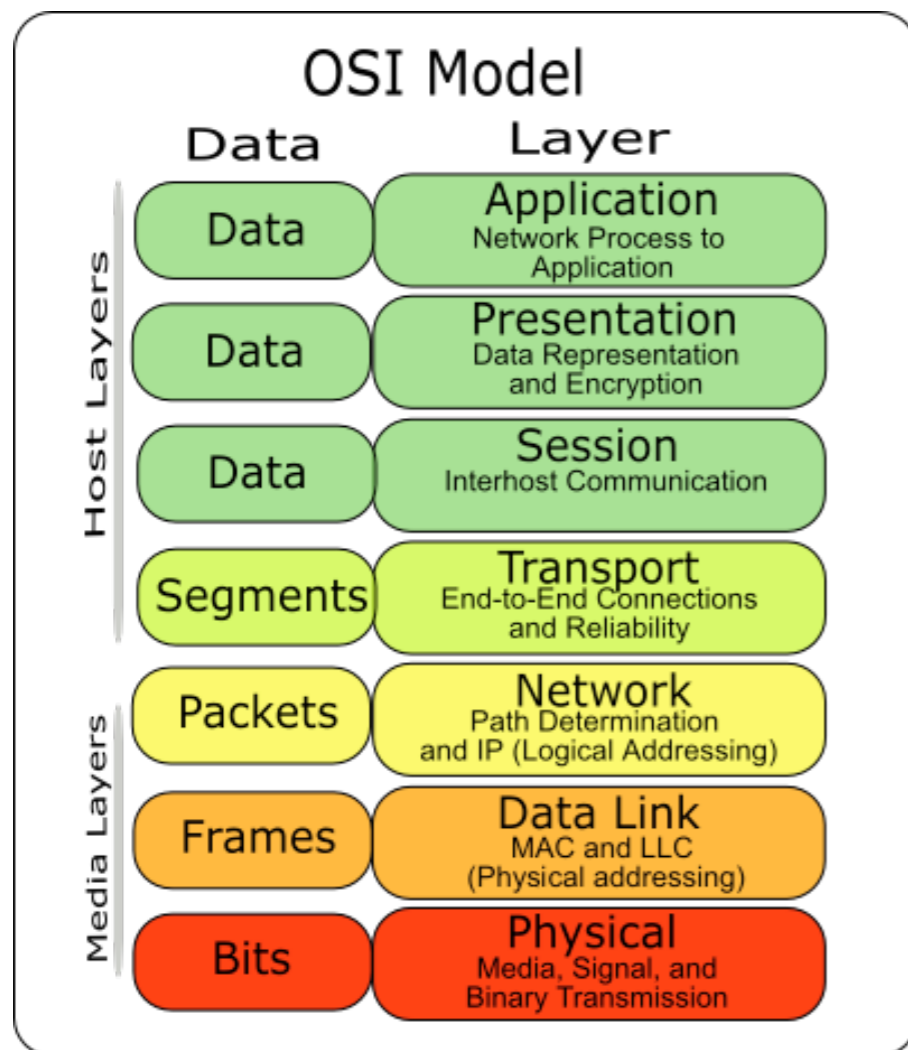 OSI Model
Data
Layer
Host Layers
Data
Application
Network Process to
Application
Data
Presentation
Data Representation
and Encryption
Data
Session
Interhost Communication
Segments
Transport
End-to-End Connections
and Reliability
Media Layers
Packets
Network
Path Determination
and IP (Logical Addressing)
Frames
Data Link
MAC and LLC
(Physical addressing)
Bits
Physical
Media, Signal, and
Binary Transmission